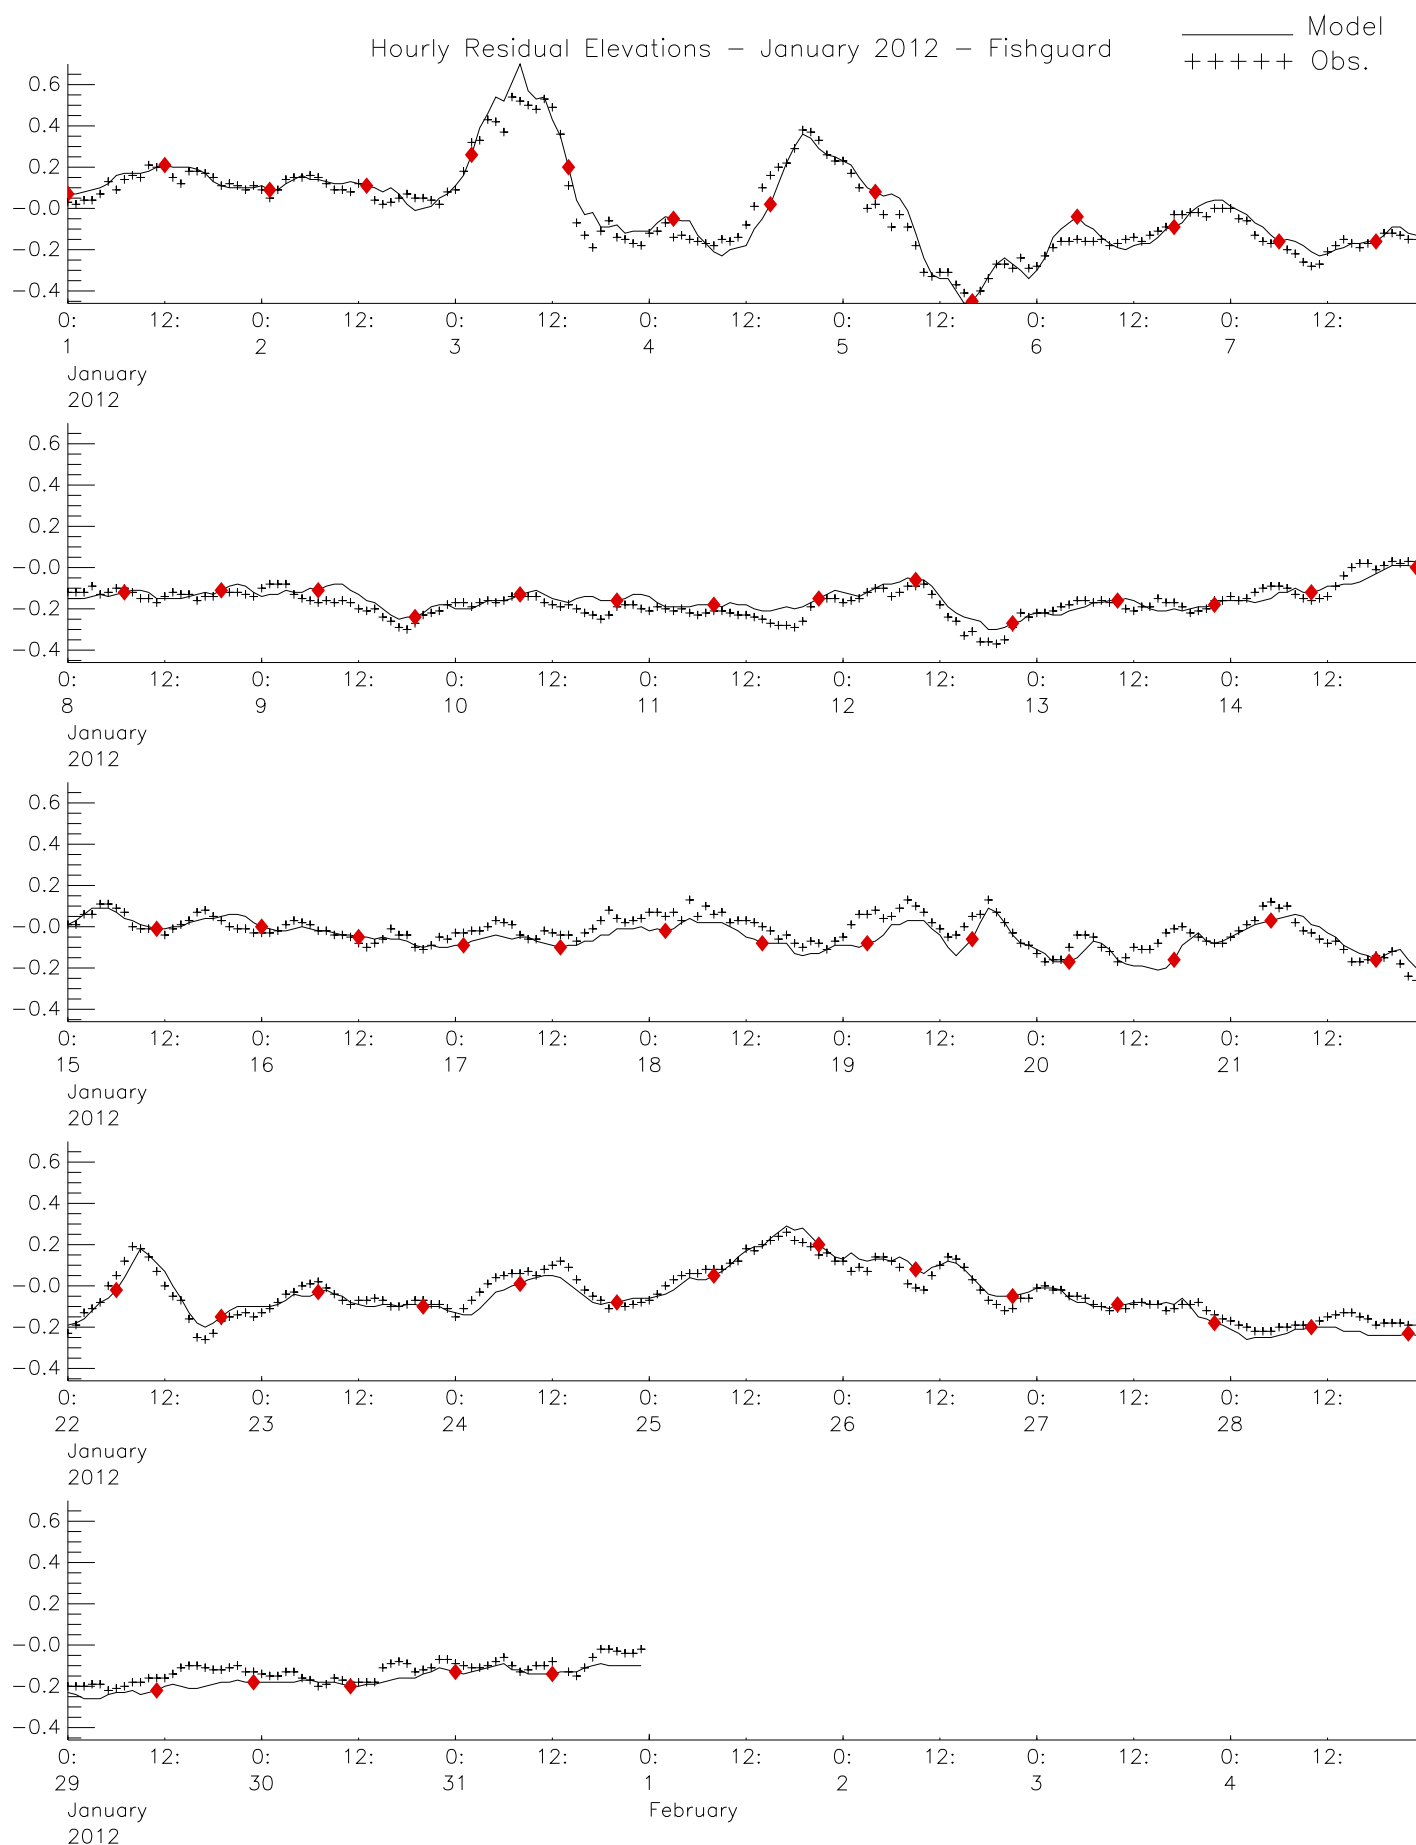 Model
Hourly Residual Elevations − January 2012 − Fishguard
+++++ Obs.
0.6
0.4
0.2
−0.0
−0.2
−0.4
0: 12: 0: 12: 0: 12: 0: 12: 0: 12: 0: 12: 0: 12:
1 2 3 4 5 6 7
January
2012
0.6
0.4
0.2
−0.0
−0.2
−0.4
0: 12: 0: 12: 0: 12: 0: 12: 0: 12: 0: 12: 0: 12:
8 9 10 11 12 13 14
January
2012
0.6
0.4
0.2
−0.0
−0.2
−0.4
0: 12: 0: 12: 0: 12: 0: 12: 0: 12: 0: 12: 0: 12:
15 16 17 18 19 20 21
January
2012
0.6
0.4
0.2
−0.0
−0.2
−0.4
0: 12: 0: 12: 0: 12: 0: 12: 0: 12: 0: 12: 0: 12:
22 23 24 25 26 27 28
January
2012
0.6
0.4
0.2
−0.0
−0.2
−0.4
0: 12: 0: 12: 0: 12: 0: 12: 0: 12: 0: 12: 0: 12:
29 30 31 1 2 3 4
January February
2012